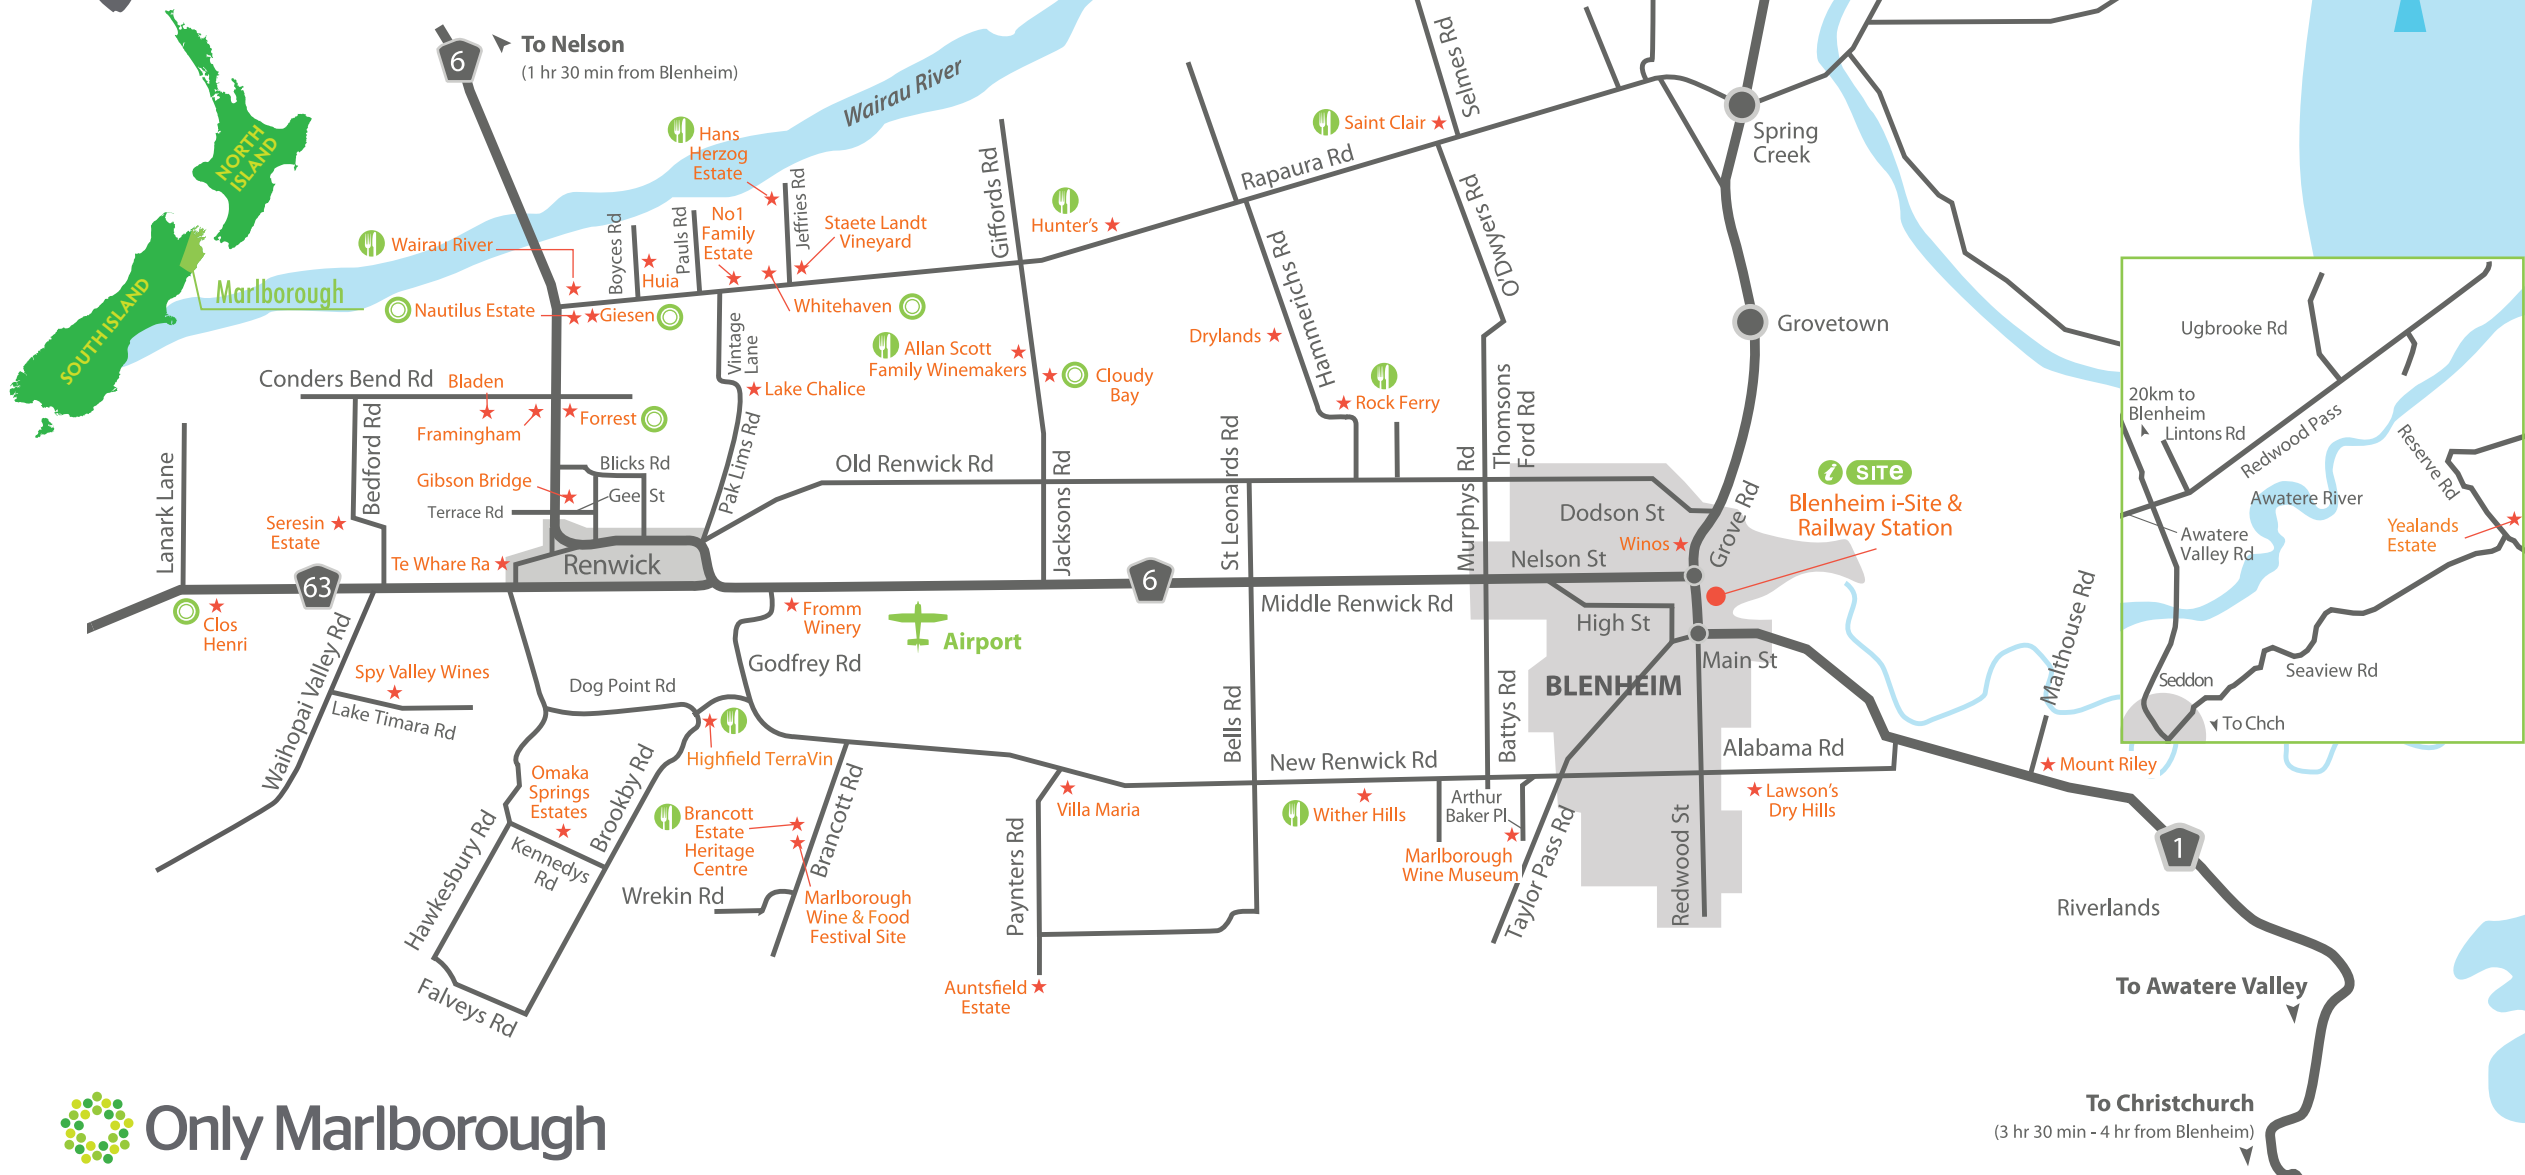 6
To Nelson
(1 hr 30 min from Blenheim)
NORTH
ISLAND
SOUTH ISLAND
Marlborough
Wairau River
Hans
Herzog
Estate
Saint Clair
Selmes Rd
Rapaura Rd
Spring
Creek
Wairau River
Boyces Rd
Huia
Pauls Rd
No1
Family
Estate
Jeffries Rd
Staete Landt
Vineyard
Giffords Rd
Hunter's
Hammerichs Rd
O'Dwyers Rd
Nautilus Estate
Giesen
Whitehaven
Vintage
Lane
Allan Scott
Family Winemakers
Cloudy
Bay
Drylands
Grovetown
Rock Ferry
Conders Bend Rd
Bladen
Framingham
Forrest
Lake Chalice
Pak Lims Rd
Thomsons
Ford Rd
Lanark Lane
Bedford Rd
Blicks Rd
Gibson Bridge
Gee St
Terrace Rd
Old Renwick Rd
Jacksons Rd
St Leonards Rd
Murphys Rd
Seresin
Estate
Te Whare Ra
Renwick
63
6
Dodson St
Winos
Nelson St
Grove Rd
i SITE
Blenheim i-Site &
Railway Station
Clos
Henri
Fromm
Winery
Airport
Middle Renwick Rd
High St
Main St
BLENHEIM
Waihopai Valley Rd
Spy Valley Wines
Lake Timara Rd
Dog Point Rd
Godfrey Rd
Bells Rd
Battys Rd
Malthouse Rd
Highfield TerraVin
New Renwick Rd
Alabama Rd
Omaka
Springs
Estates
Brookby Rd
Hawkesbury Rd
Kennedys
Rd
Falveys Rd
Brancott
Estate
Heritage
Centre
Brancott Rd
Wrekin Rd
Marlborough
Wine & Food
Festival Site
Villa Maria
Paynters Rd
Auntsfield
Estate
Wither Hills
Arthur
Baker Pl
Marlborough
Wine Museum
Taylor Pass Rd
Redwood St
Lawson's
Dry Hills
Mount Riley
1
Riverlands
To Awatere Valley
To Christchurch
(3 hr 30 min - 4 hr from Blenheim)
Ugbrooke Rd
20km to
Blenheim
Lintons Rd
Redwood Pass
Reserve Rd
Awatere River
Awatere
Valley Rd
Yealands
Estate
Seaview Rd
Seddon
To Chch
Only Marlborough